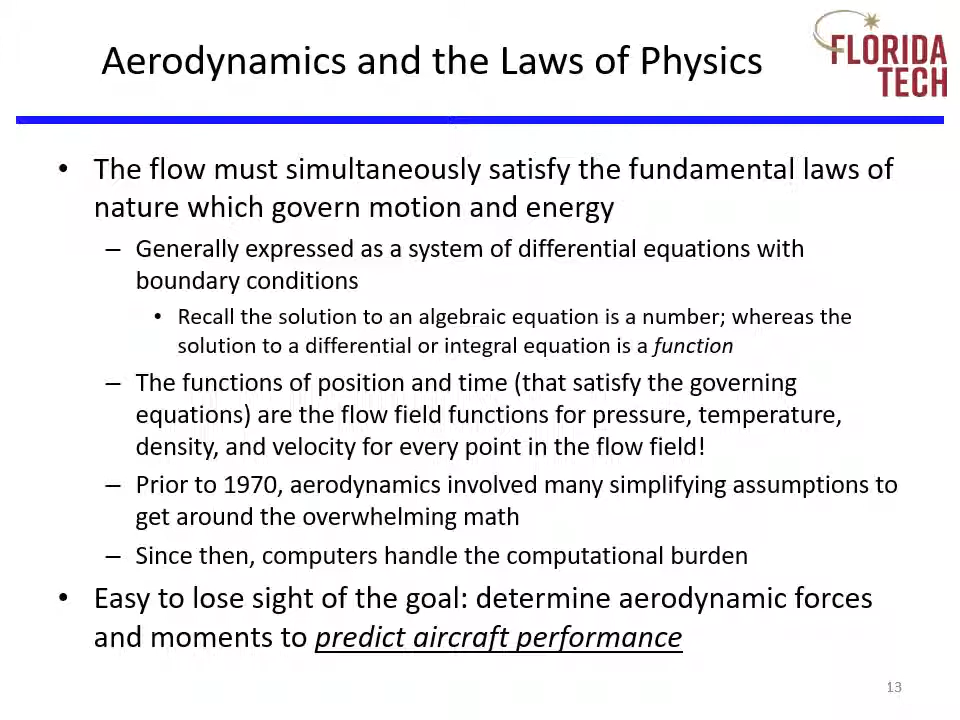 Aerodynamics and the Laws of Physics
FLORIDA
TECH
• The flow must simultaneously satisfy the fundamental laws of
nature which govern motion and energy
– Generally expressed as a system of differential equations with
boundary conditions
• Recall the solution to an algebraic equation is a number; whereas the
solution to a differential or integral equation is a function
– The functions of position and time (that satisfy the governing
equations) are the flow field functions for pressure, temperature,
density, and velocity for every point in the flow field!
– Prior to 1970, aerodynamics involved many simplifying assumptions to
get around the overwhelming math
– Since then, computers handle the computational burden
• Easy to lose sight of the goal: determine aerodynamic forces
and moments to predict aircraft performance
13